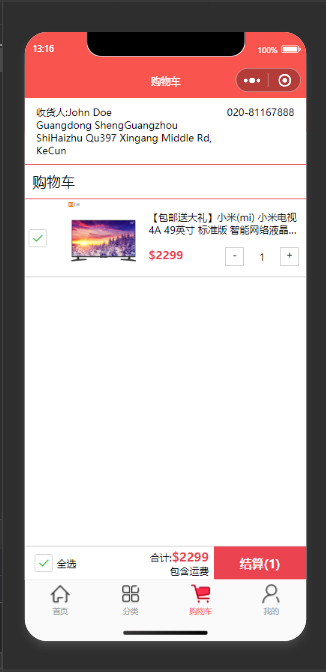 13:16
100%
购物车
收货人:John Doe
020-81167888
Guangdong ShengGuangzhou
ShiHaizhu Qu397 Xingang Middle Rd,
KeCun
购物车
【包邮送大礼】小米(mi) 小米电视
4A 49英寸 标准版 智能网络液晶...
$2299
-
1
+
全选
合计:$2299
包含运费
结算(1)
首页
分类
购物车
我的